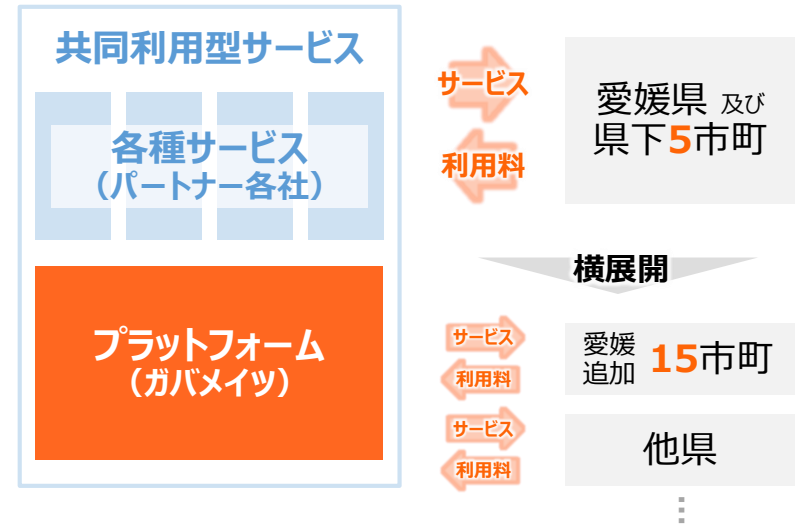 共同利用型サービス
各種サービス
（パートナー各社）
プラットフォーム
（ガバメイツ）
サービス
利用料
愛媛県 及び
県下5市町
横展開
サービス
利用料
愛媛
追加
15市町
サービス
利用料
他県
⋮